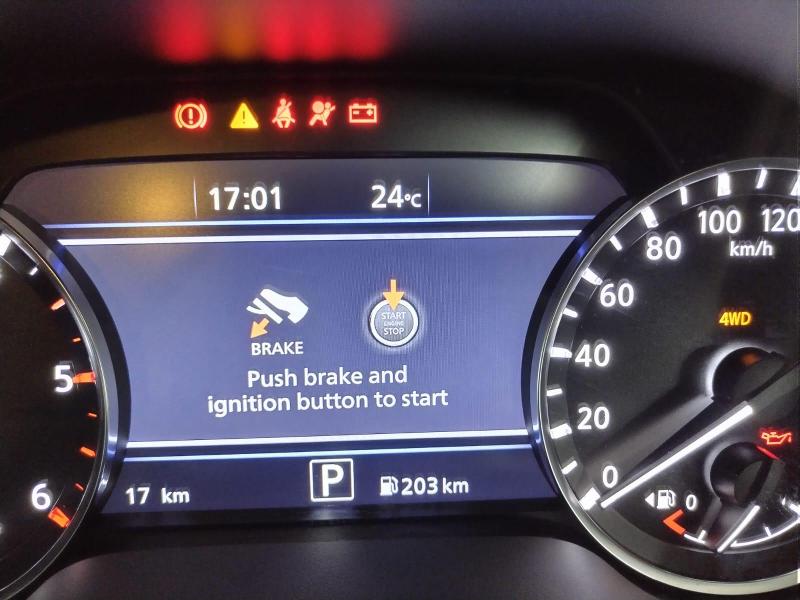 17:01
24°C
START
ENGINE
STOP
BRAKE
Push brake and
ignition button to start
17 km
P
203 km
5
6
0
20
40
60
80
100
120
km/h
4WD
0